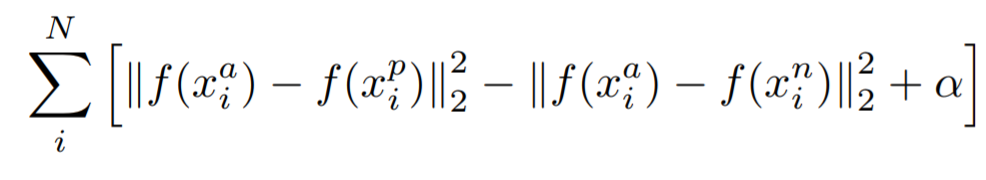 \sum_{i}^{N} \left[ \| f(x_i^a) - f(x_i^p) \|_2^2 - \| f(x_i^a) - f(x_i^n) \|_2^2 + \alpha \right]